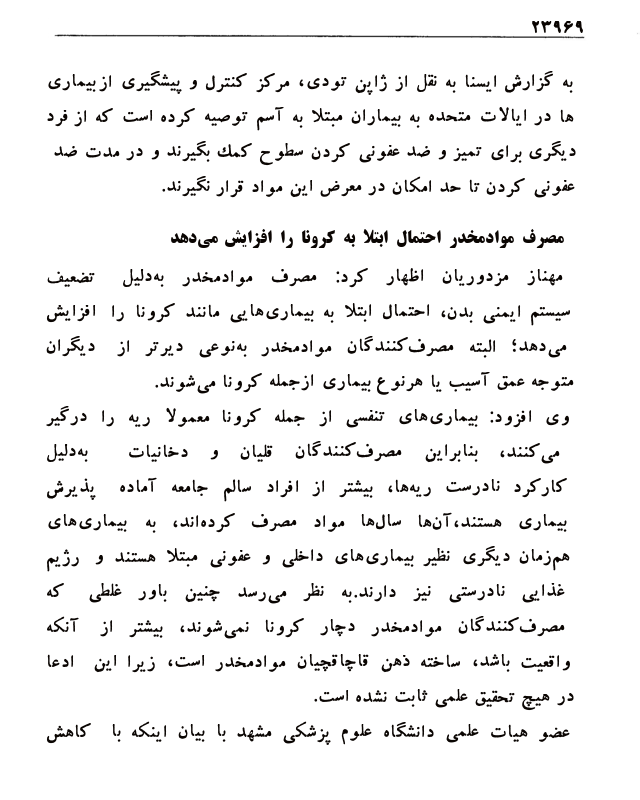 ۲۳۹۶۹
به گزارش ایسنا به نقل از ژاپن تودی، مرکز کنترل و پیشگیری از بیماری
ها در ایالات متحده به بیماران مبتلا به آسم توصیه کرده است که از فرد
دیگری برای تمیز و ضد عفونی کردن سطوح کمك بگیرند و در مدت ضد
عفونی کردن تا حد امکان در معرض این مواد قرار نگیرند.
مصرف موادمخدر احتمال ابتلا به کرونا را افزایش می‌دهد
مهناز مزدوریان اظهار کرد: مصرف موادمخدر به‌دلیل تضعیف
سیستم ایمنی بدن، احتمال ابتلا به بیماری‌هایی مانند کرونا را افزایش
می‌دهد؛ البته مصرف‌کنندگان موادمخدر به‌نوعی دیرتر از دیگران
متوجه عمق آسیب یا هرنوع بیماری ازجمله کرونا می‌شوند.
وی افزود: بیماری‌های تنفسی از جمله کرونا معمولا ریه را درگیر
می‌کنند، بنابراین مصرف‌کنندگان قلیان و دخانیات به‌دلیل
کارکرد نادرست ریه‌ها، بیشتر از افراد سالم جامعه آماده پذیرش
بیماری هستند،آن‌ها سال‌ها مواد مصرف کرده‌اند، به بیماری‌های
هم‌زمان دیگری نظیر بیماری‌های داخلی و عفونی مبتلا هستند و رژیم
غذایی نادرستی نیز دارند.به نظر می‌رسد چنین باور غلطی که
مصرف‌کنندگان موادمخدر دچار کرونا نمی‌شوند، بیشتر از آنکه
واقعیت باشد، ساخته ذهن قاچاقچیان موادمخدر است، زیرا این ادعا
در هیچ تحقیق علمی ثابت نشده است.
عضو هیات علمی دانشگاه علوم پزشکی مشهد با بیان اینکه با کاهش